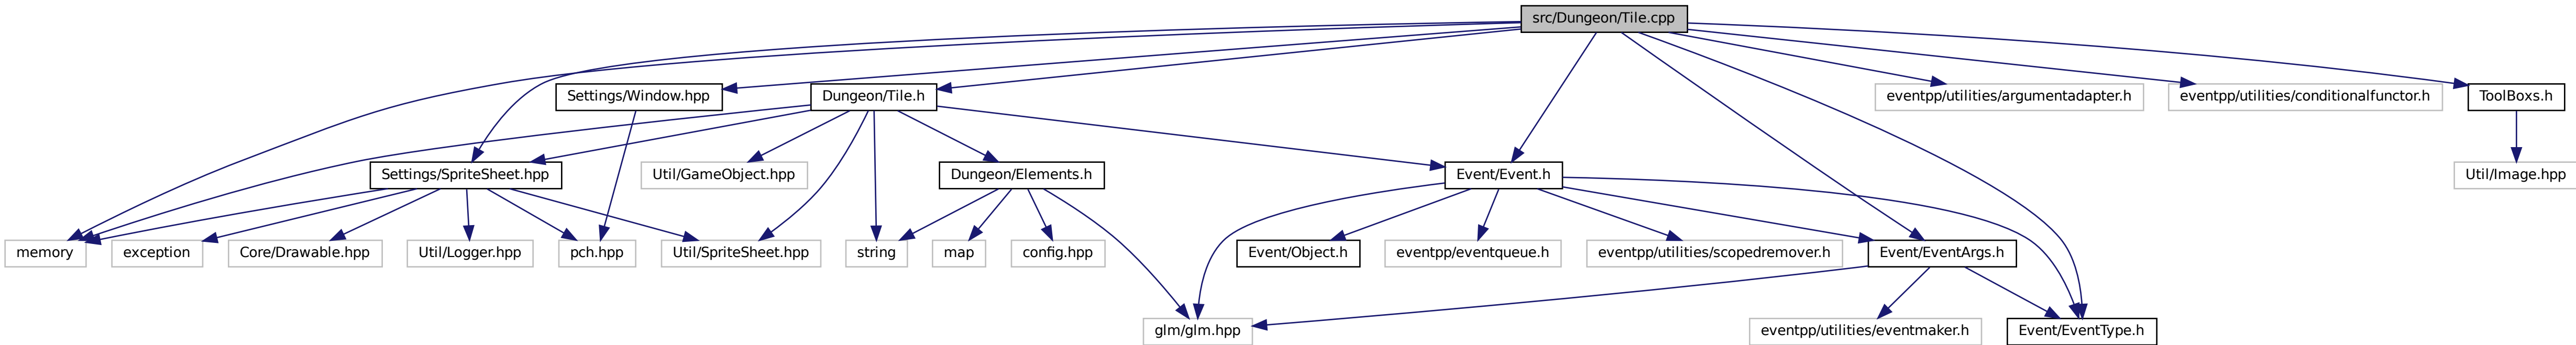 src/Dungeon/Tile.cpp
Settings/Window.hpp
Dungeon/Tile.h
eventpp/utilities/argumentadapter.h
eventpp/utilities/conditionalfunctor.h
ToolBoxs.h
Settings/SpriteSheet.hpp
Util/GameObject.hpp
Dungeon/Elements.h
Event/Event.h
Util/Image.hpp
memory
exception
Core/Drawable.hpp
Util/Logger.hpp
pch.hpp
Util/SpriteSheet.hpp
string
map
config.hpp
Event/Object.h
eventpp/eventqueue.h
eventpp/utilities/scopedremover.h
Event/EventArgs.h
glm/glm.hpp
eventpp/utilities/eventmaker.h
Event/EventType.h